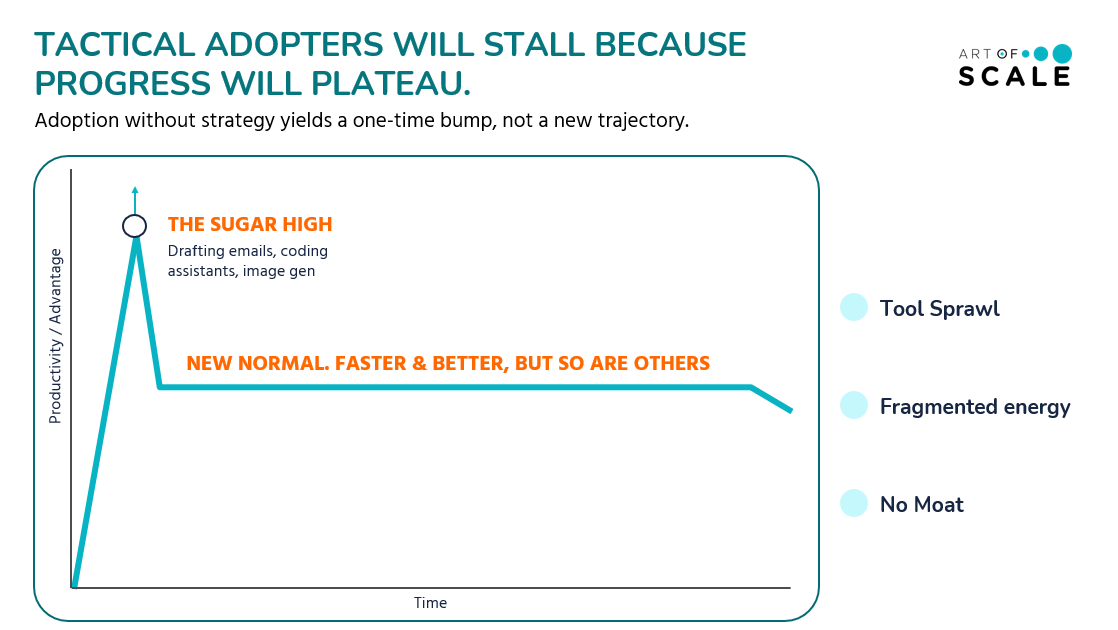 TACTICAL ADOPTERS WILL STALL BECAUSE
PROGRESS WILL PLATEAU.
Adoption without strategy yields a one-time bump, not a new trajectory.
ART OF
SCALE
Productivity / Advantage
THE SUGAR HIGH
Drafting emails, coding
assistants, image gen
NEW NORMAL. FASTER & BETTER, BUT SO ARE OTHERS
Time
Tool Sprawl
Fragmented energy
No Moat